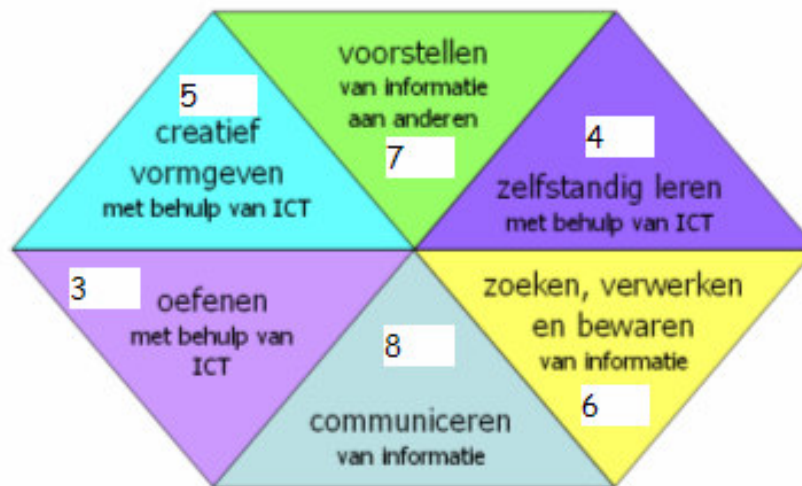 voorstellen
van informatie
aan anderen
7
5
creatief
vormgeven
met behulp van ICT
4
zelfstandig leren
met behulp van ICT
3
oefenen
met behulp van
ICT
8
communiceren
van informatie
zoeken, verwerken
en bewaren
van informatie
6